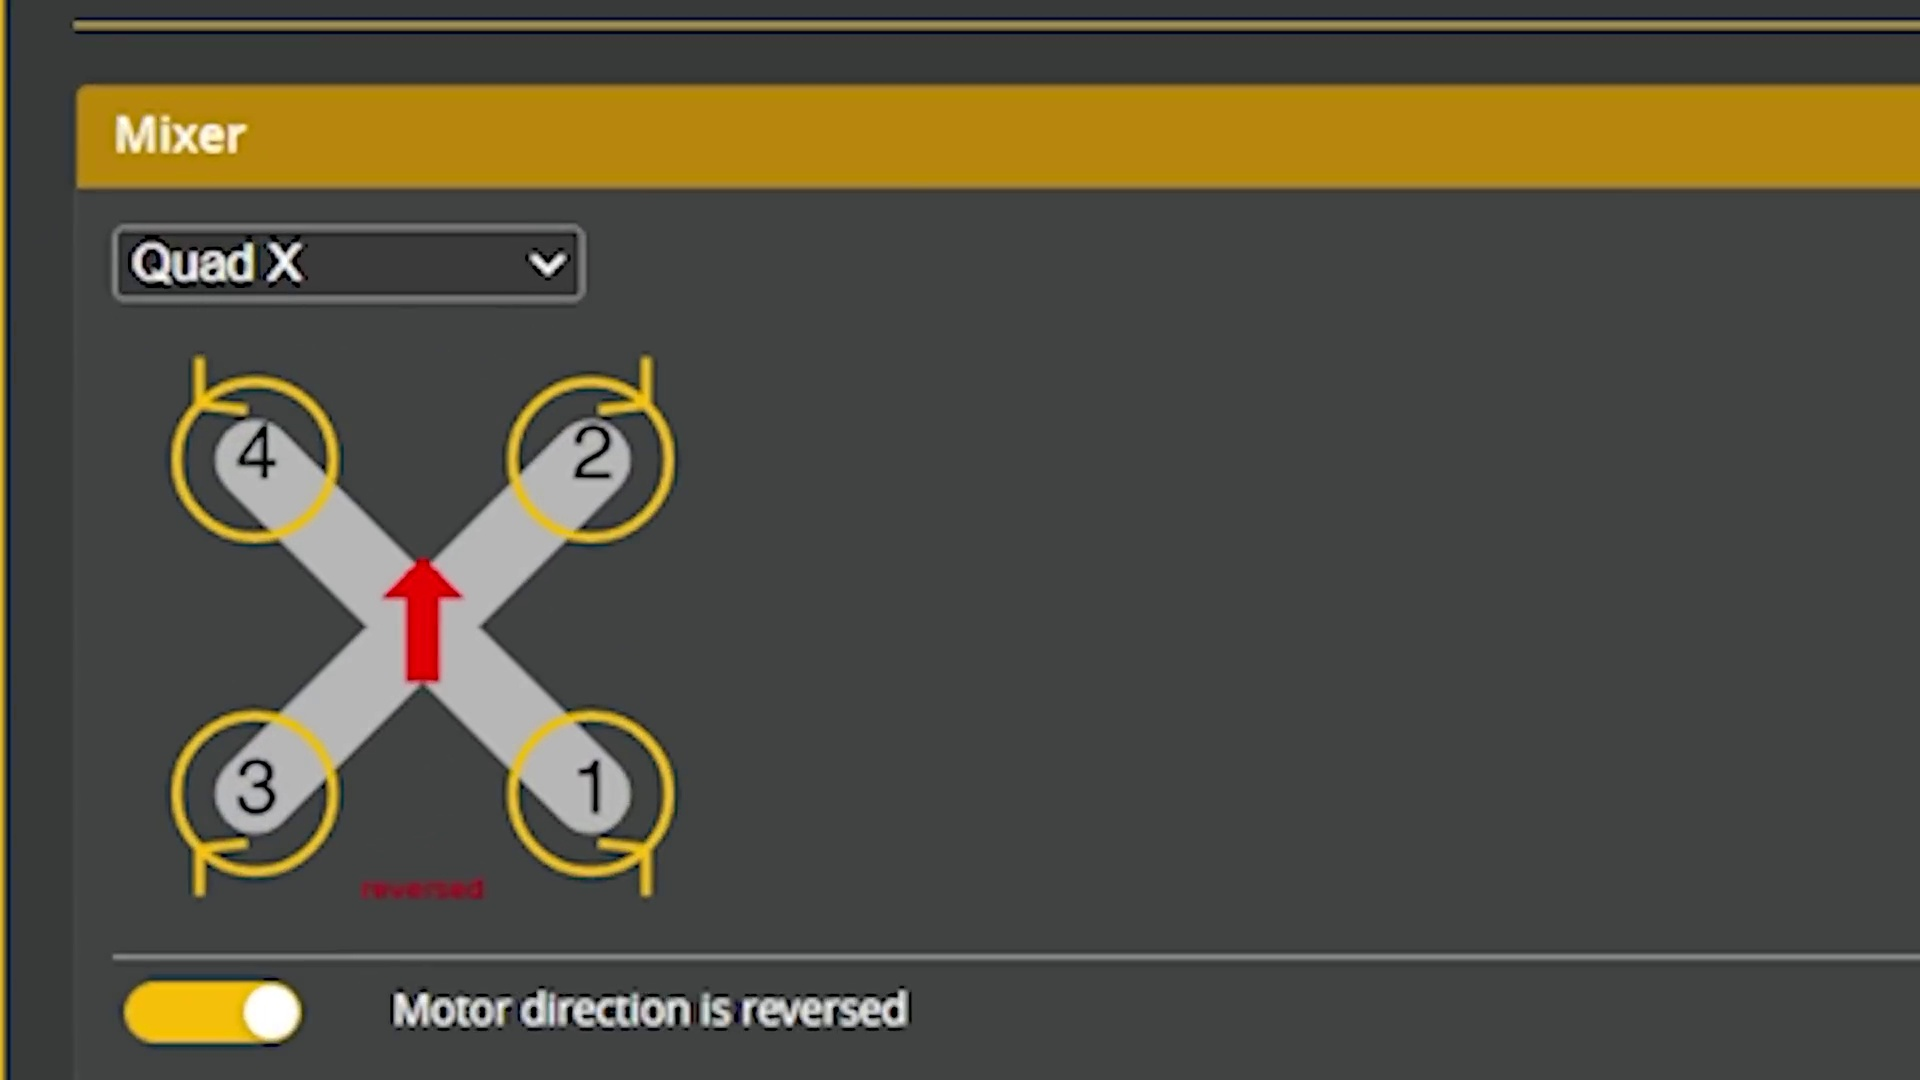 Mixer
Quad X
4 2
3 1
reversed
Motor direction is reversed